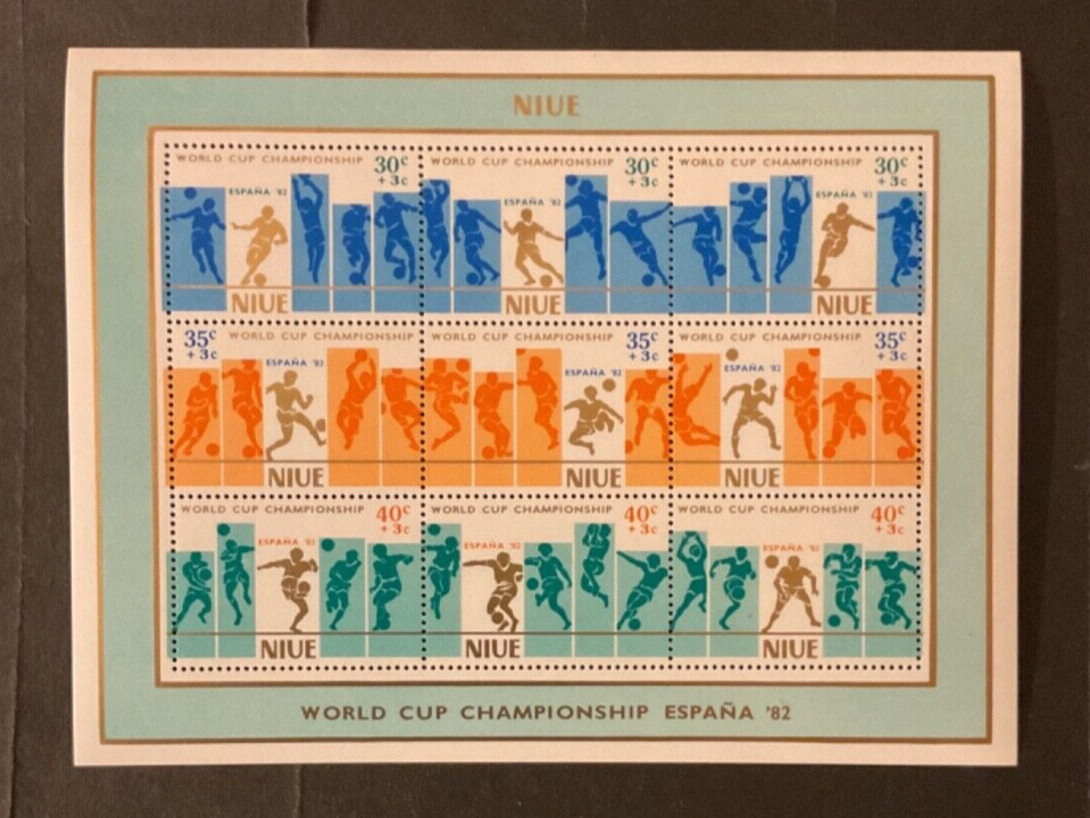 NIUE
WORLD CUP CHAMPIONSHIP 30c
+3c
ESPAÑA '82
NIUE
WORLD CUP CHAMPIONSHIP 30c
+3c
ESPAÑA '82
NIUE
WORLD CUP CHAMPIONSHIP 30c
+3c
ESPAÑA '82
NIUE
35c WORLD CUP CHAMPIONSHIP
+3c
ESPAÑA '82
NIUE
WORLD CUP CHAMPIONSHIP 35c
+3c
ESPAÑA '82
NIUE
WORLD CUP CHAMPIONSHIP 35c
+3c
ESPAÑA '82
NIUE
WORLD CUP CHAMPIONSHIP 40c
+3c
ESPAÑA '82
NIUE
WORLD CUP CHAMPIONSHIP 40c
+3c
ESPAÑA '82
NIUE
WORLD CUP CHAMPIONSHIP 40c
+3c
ESPAÑA '82
NIUE
WORLD CUP CHAMPIONSHIP ESPAÑA '82